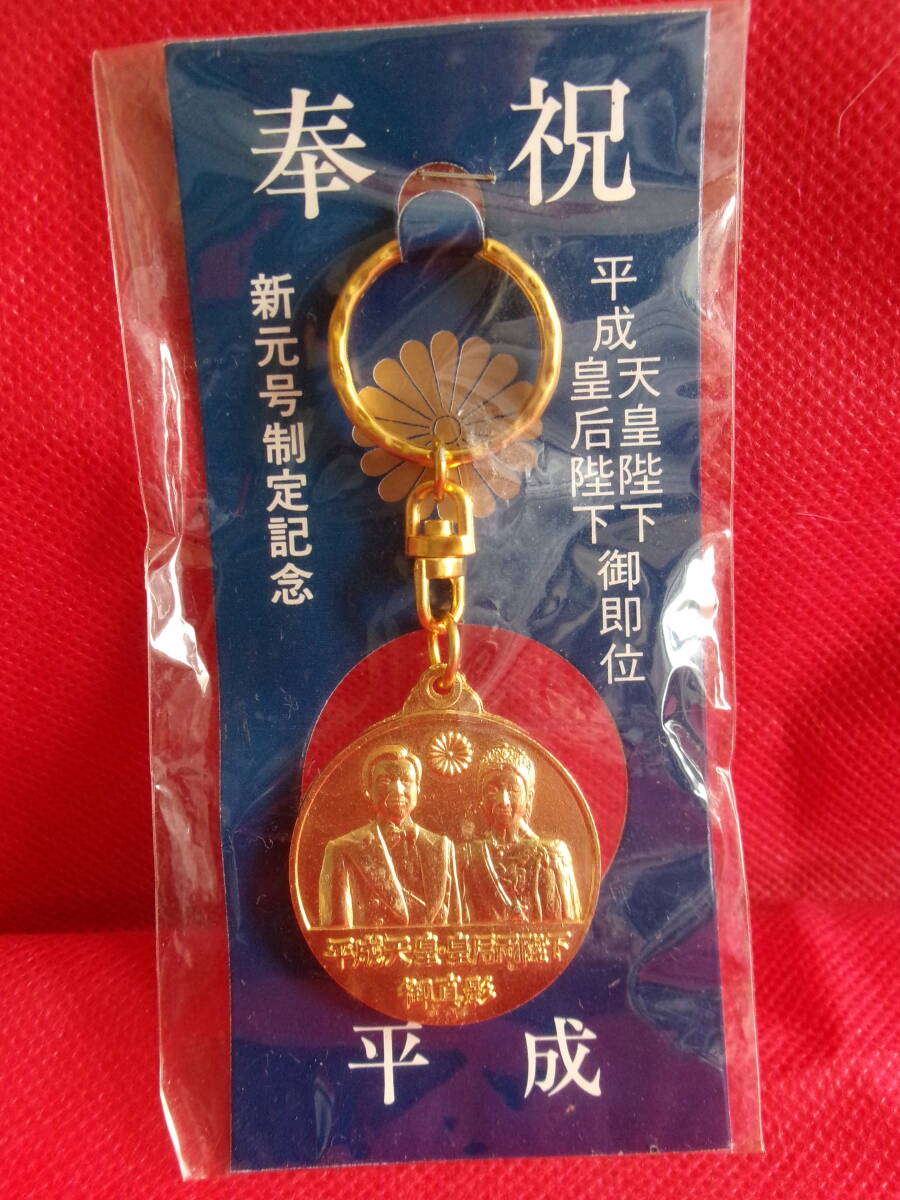 奉祝
平成
天皇陛下
皇后陛下
御即位
新元号制定記念
平成天皇・皇后両陛下
御真影
平成